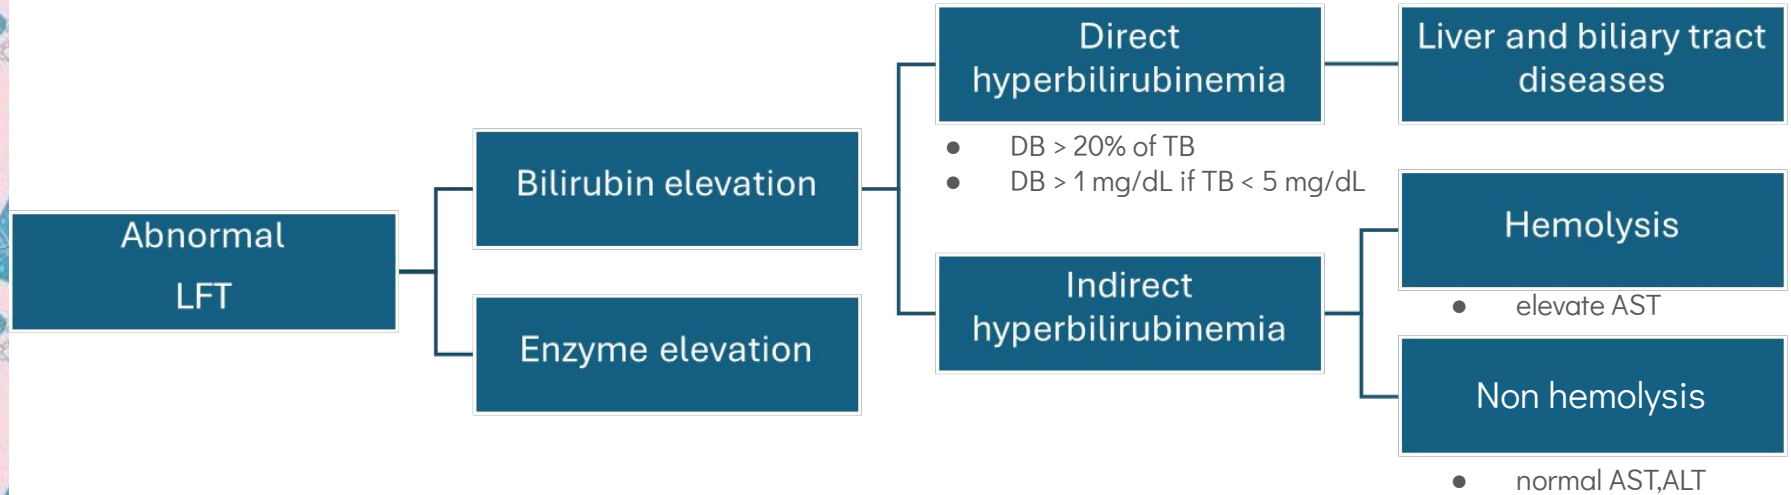 Abnormal
LFT
Bilirubin elevation
Enzyme elevation
Direct
hyperbilirubinemia
● DB > 20% of TB
● DB > 1 mg/dL if TB < 5 mg/dL
Indirect
hyperbilirubinemia
Liver and biliary tract
diseases
Hemolysis
● elevate AST
Non hemolysis
● normal AST,ALT